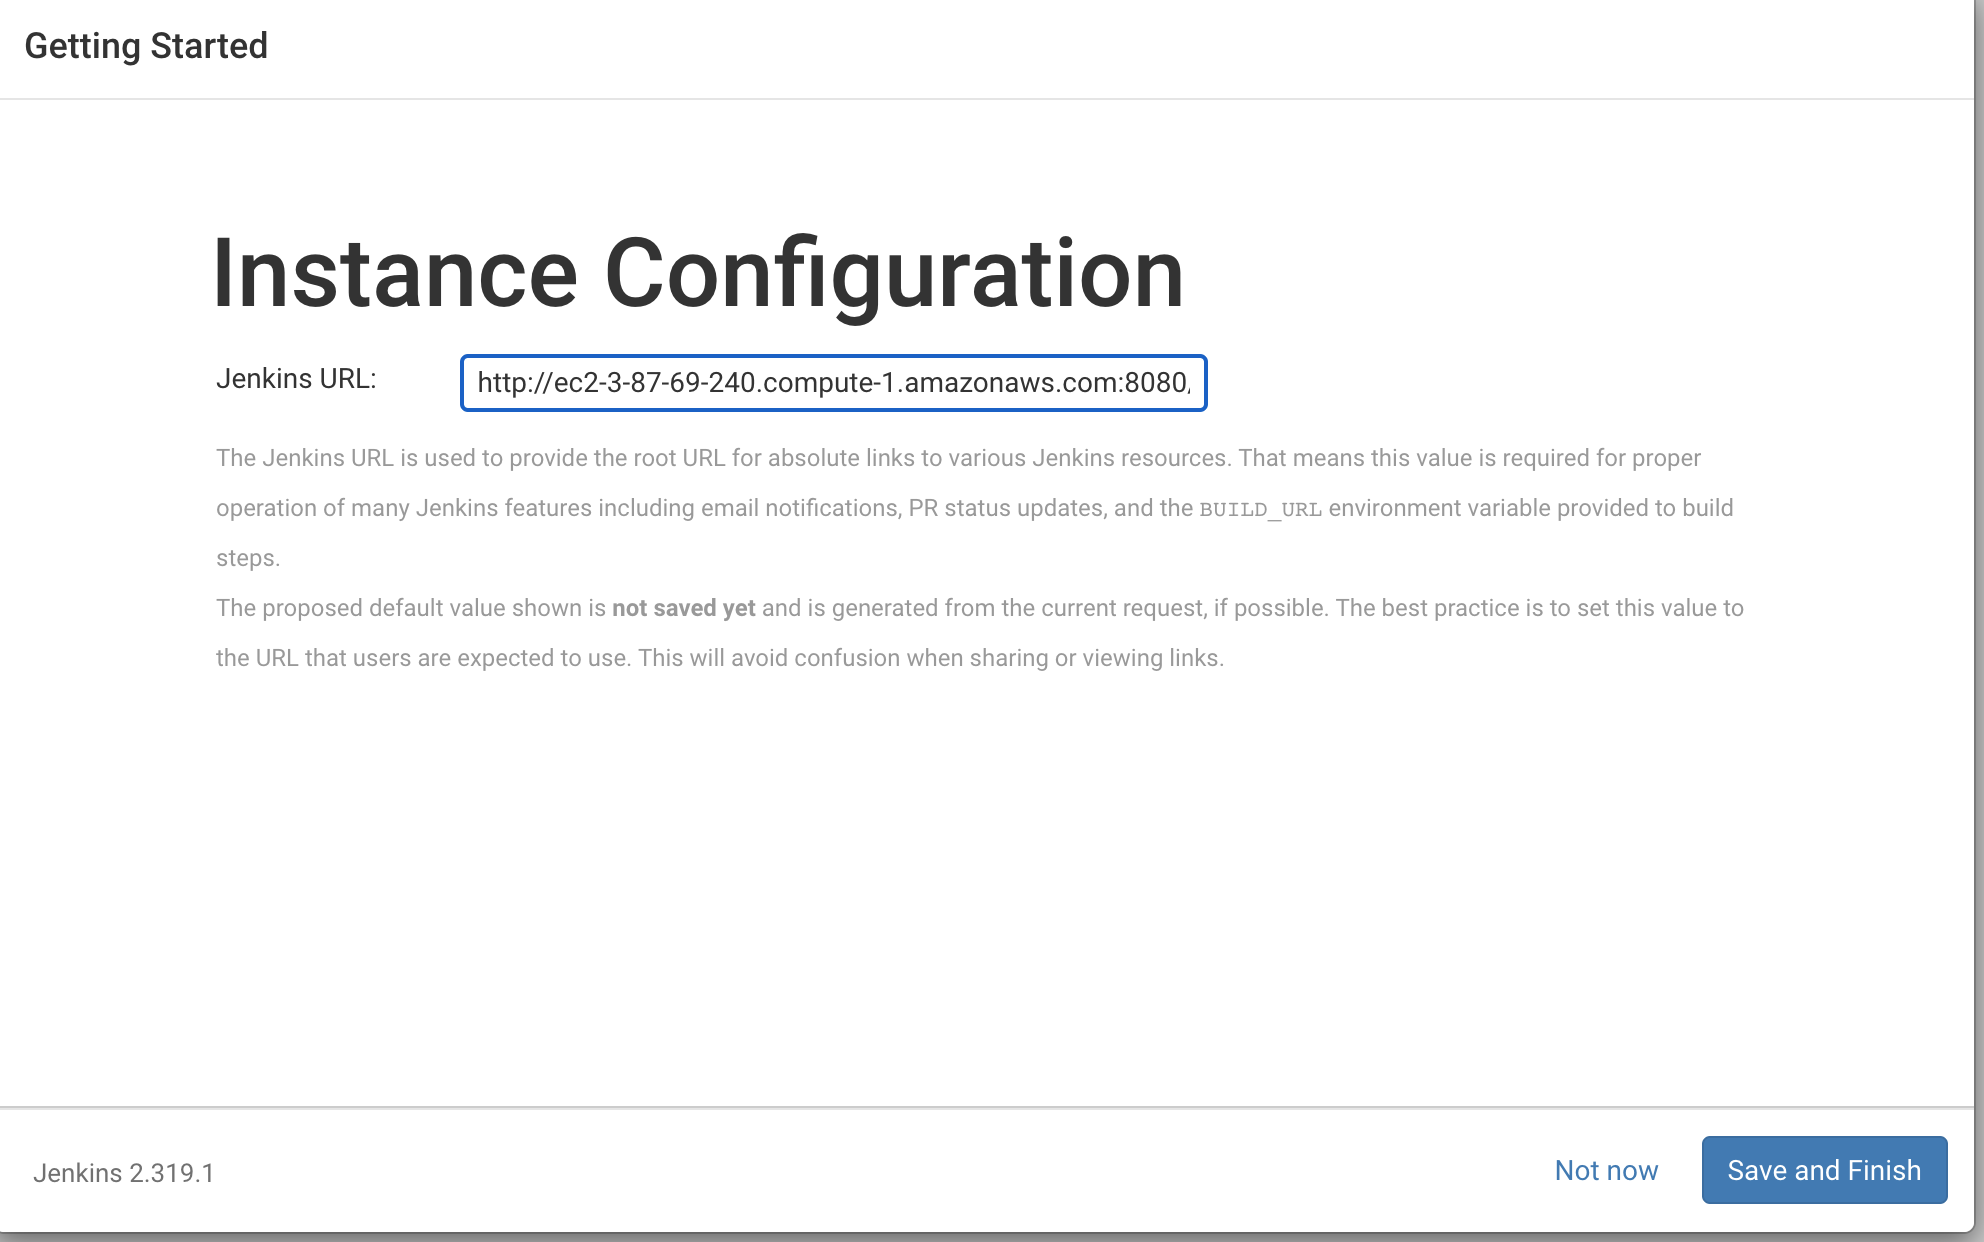 Getting Started
Instance Configuration
Jenkins URL:
http://ec2-3-87-69-240.compute-1.amazonaws.com:8080/
The Jenkins URL is used to provide the root URL for absolute links to various Jenkins resources. That means this value is required for proper
operation of many Jenkins features including email notifications, PR status updates, and the BUILD_URL environment variable provided to build
steps.
The proposed default value shown is not saved yet and is generated from the current request, if possible. The best practice is to set this value to
the URL that users are expected to use. This will avoid confusion when sharing or viewing links.
Jenkins 2.319.1
Not now
Save and Finish